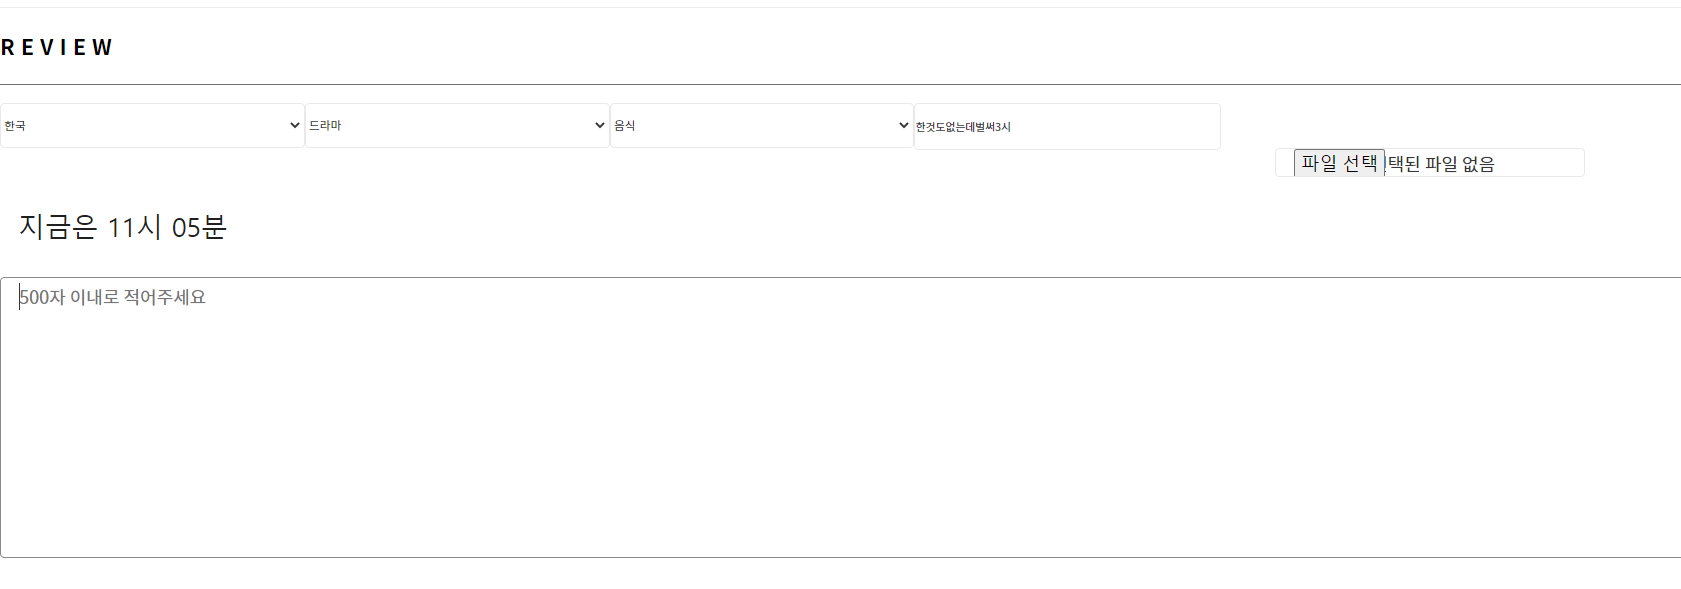 REVIEW
한국 드라마 음식 한것도없는데벌써3시
파일 선택 택된 파일 없음
지금은 11시 05분
500자 이내로 적어주세요